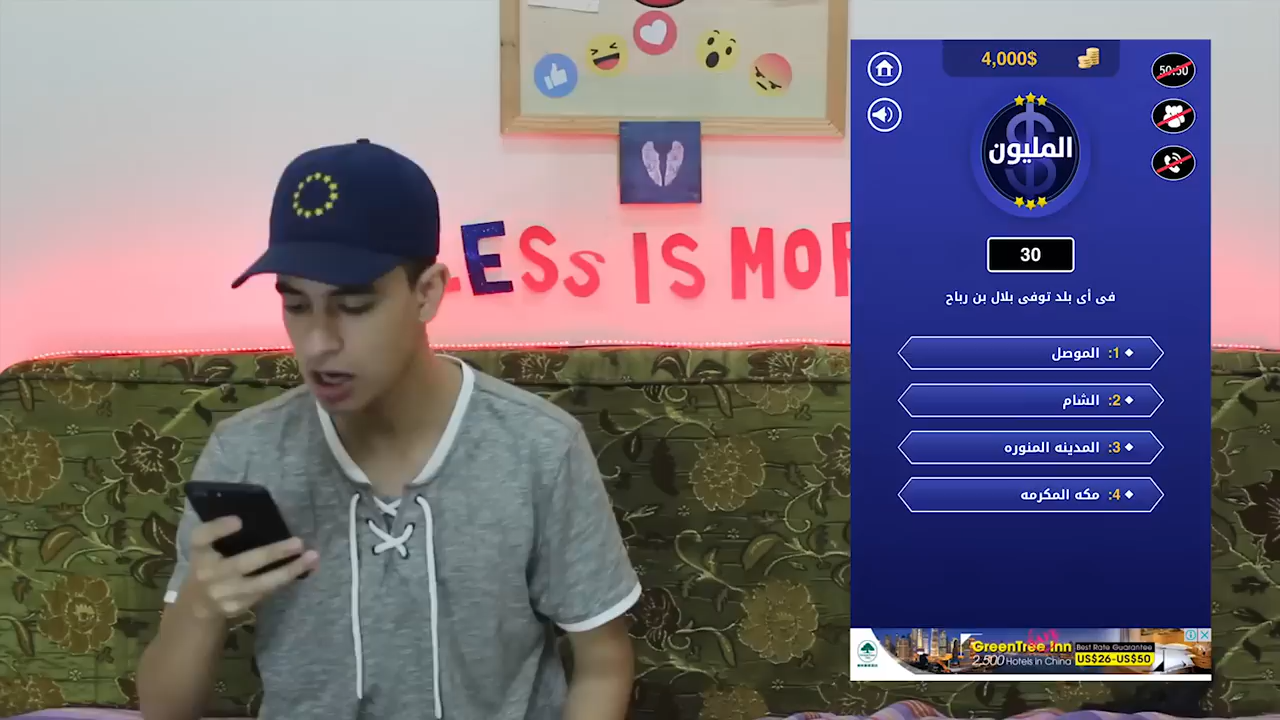 LESS IS MOR
4,000$
50:50
المليون
30
فى أى بلد توفى بلال بن رباح
1: الموصل
2: الشام
3: المدينه المنوره
4: مكه المكرمه
GreenTree Inn
2,500 Hotels in China
Best Rate Guarantee
US$26-US$50